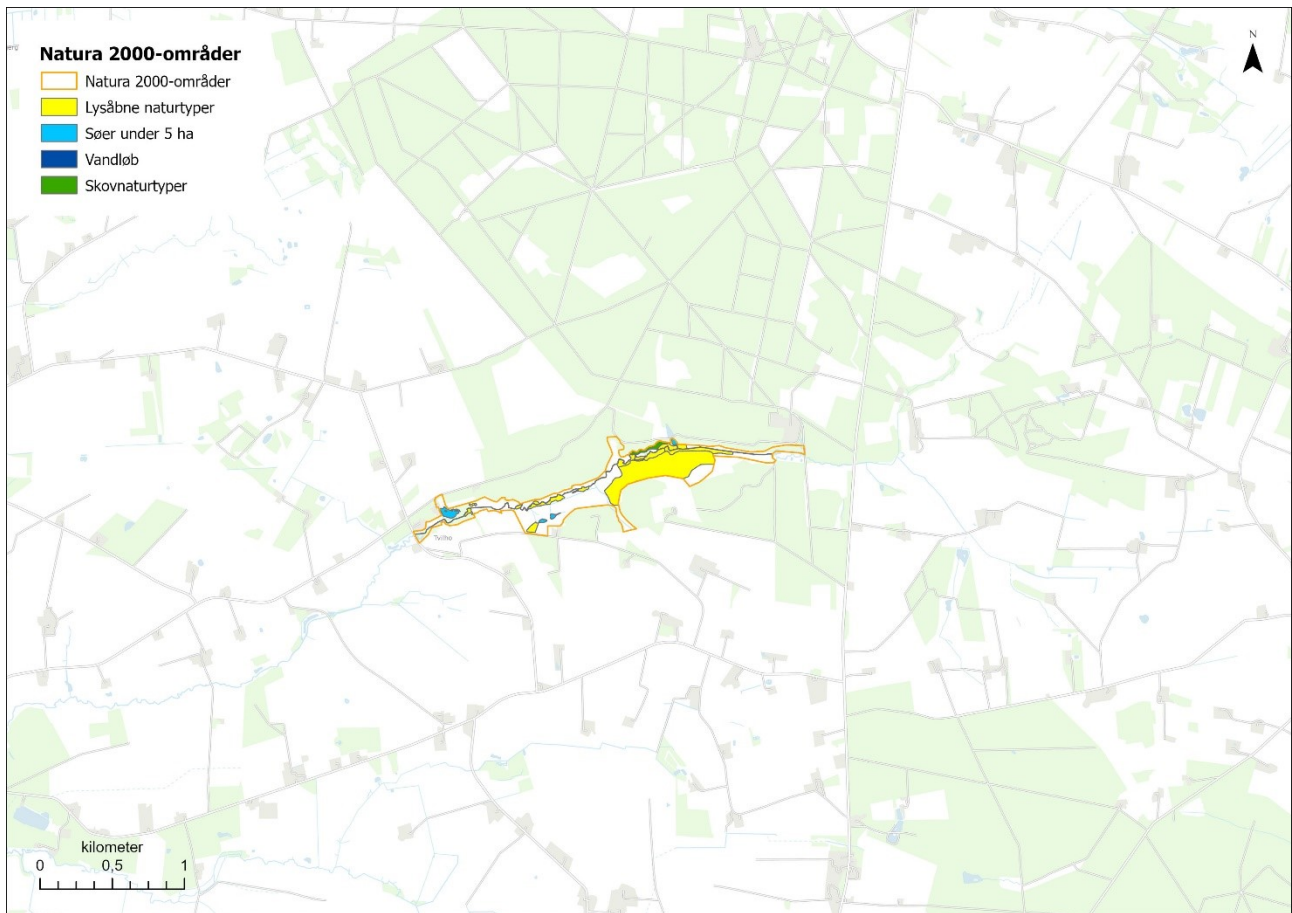 Natura 2000-områder
Natura 2000-områder
Lysåbne naturtyper
Søer under 5 ha
Vandløb
Skovnaturtyper
N
Tvilho
kilometer
0 0,5 1